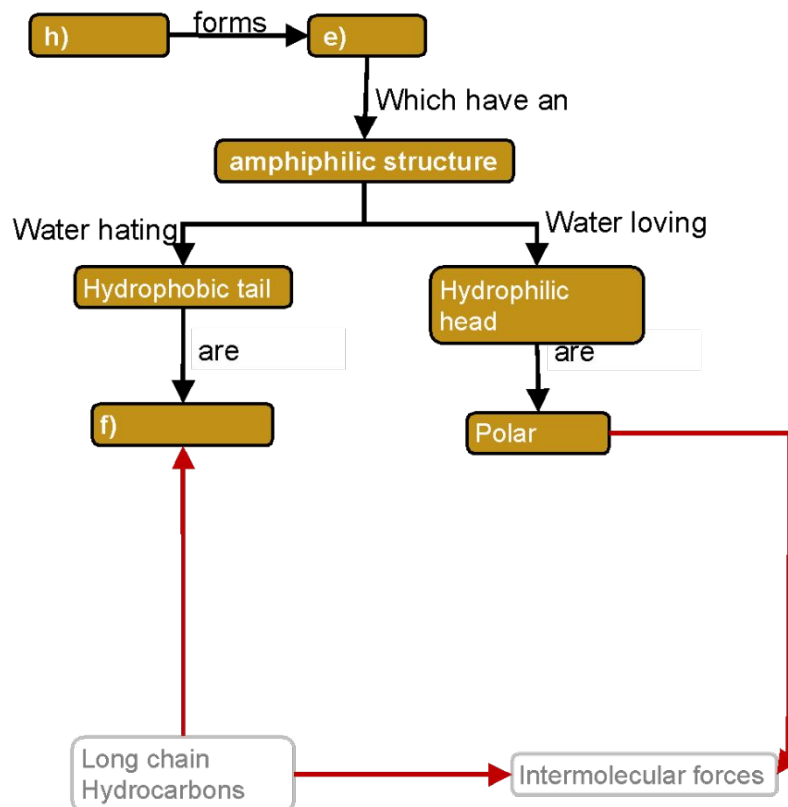 forms
h)
e)
Which have an
amphiphilic structure
Water hating
Water loving
Hydrophobic tail
Hydrophilic
head
are
are
f)
Polar
Long chain
Hydrocarbons
Intermolecular forces